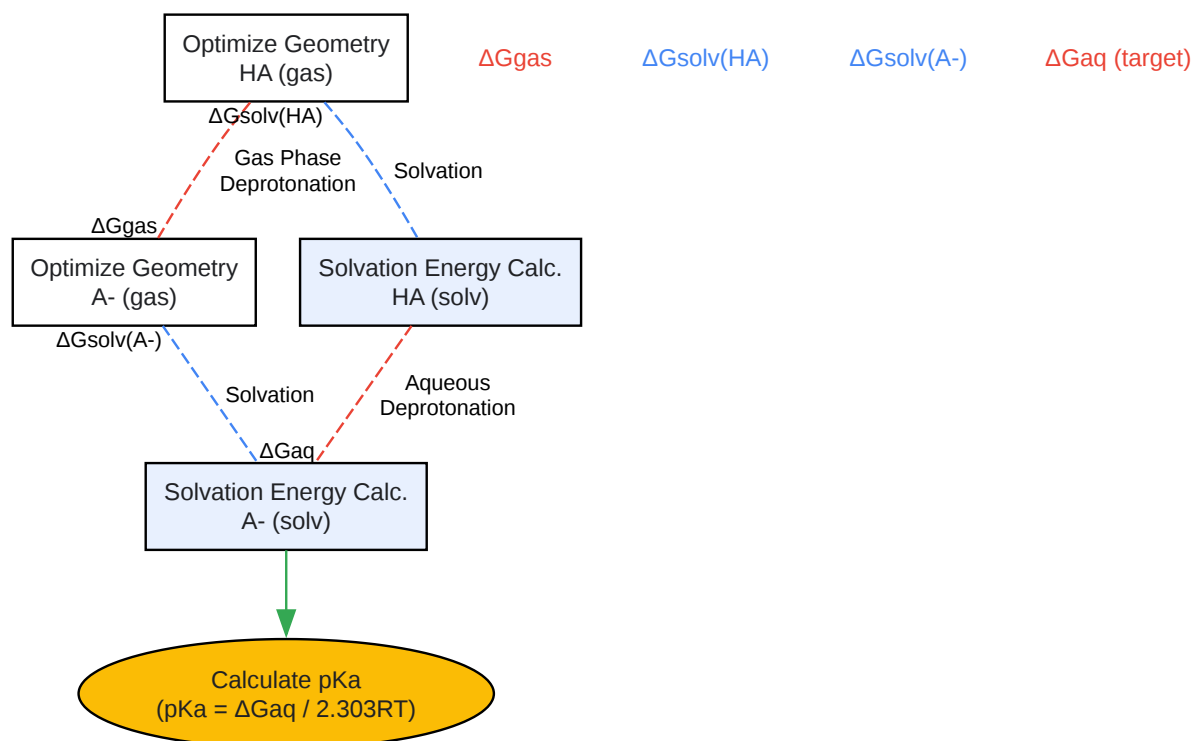 Optimize Geometry
HA (gas)
ΔGgas
ΔGsolv(HA)
ΔGsolv(A-)
ΔGaq (target)
ΔGsolv(HA)
Gas Phase
Deprotonation
Solvation
ΔGgas
Optimize Geometry
A- (gas)
Solvation Energy Calc.
HA (solv)
ΔGsolv(A-)
Solvation
Aqueous
Deprotonation
ΔGaq
Solvation Energy Calc.
A- (solv)
Calculate pKa
(pKa = ΔGaq / 2.303RT)